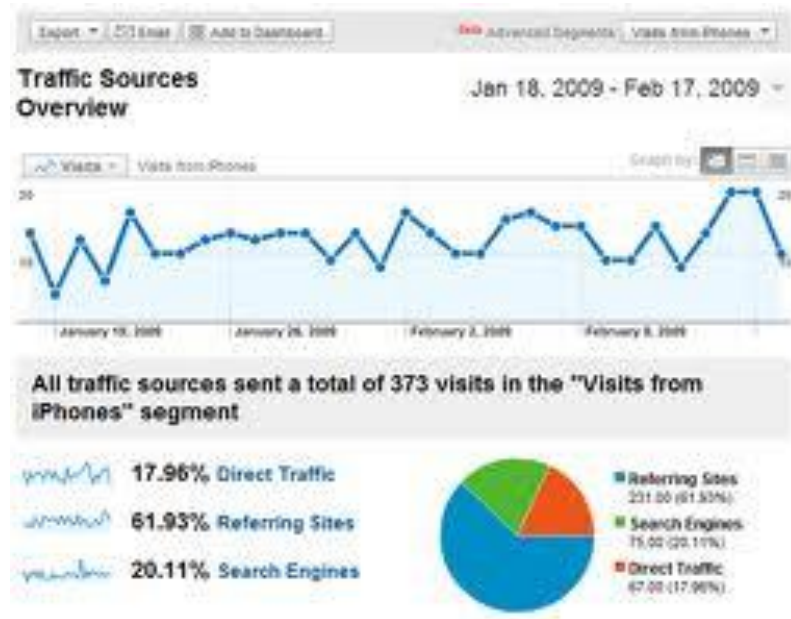 Export Email Add to Dashboard Beta Advanced Segments: Visits from iPhones
Traffic Sources
Overview
Jan 18, 2009 - Feb 17, 2009
Visits Visits from iPhones Graph by:
20 20
10 10
January 19, 2009 January 26, 2009 February 2, 2009 February 9, 2009
All traffic sources sent a total of 373 visits in the "Visits from
iPhones" segment
17.96% Direct Traffic
61.93% Referring Sites
20.11% Search Engines
Referring Sites
231.00 (61.93%)
Search Engines
75.00 (20.11%)
Direct Traffic
67.00 (17.96%)